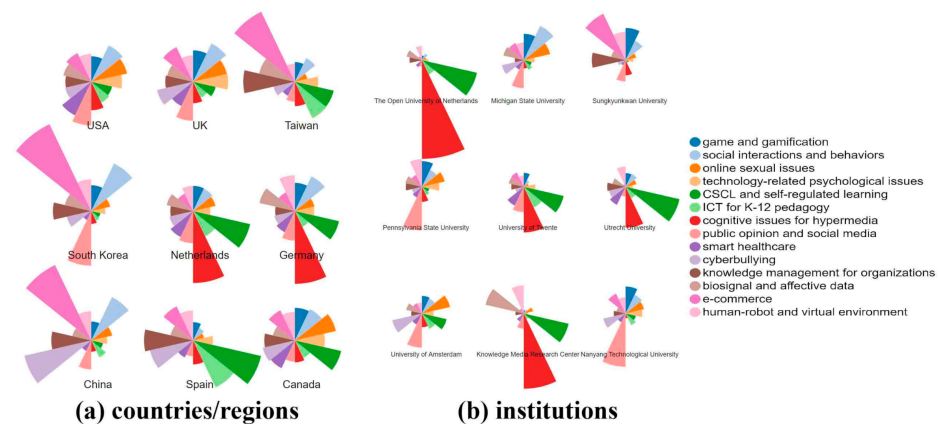 USA
UK
Taiwan
South Korea
Netherlands
Germany
China
Spain
Canada
(a) countries/regions
The Open University of Netherlands
Michigan State University
Sungkyunkwan University
Pennsylvania State University
University of Twente
Utrecht University
University of Amsterdam
Knowledge Media Research Center
Nanyang Technological University
(b) institutions
game and gamification
social interactions and behaviors
online sexual issues
technology-related psychological issues
CSCL and self-regulated learning
ICT for K-12 pedagogy
cognitive issues for hypermedia
public opinion and social media
smart healthcare
cyberbullying
knowledge management for organizations
biosignal and affective data
e-commerce
human-robot and virtual environment